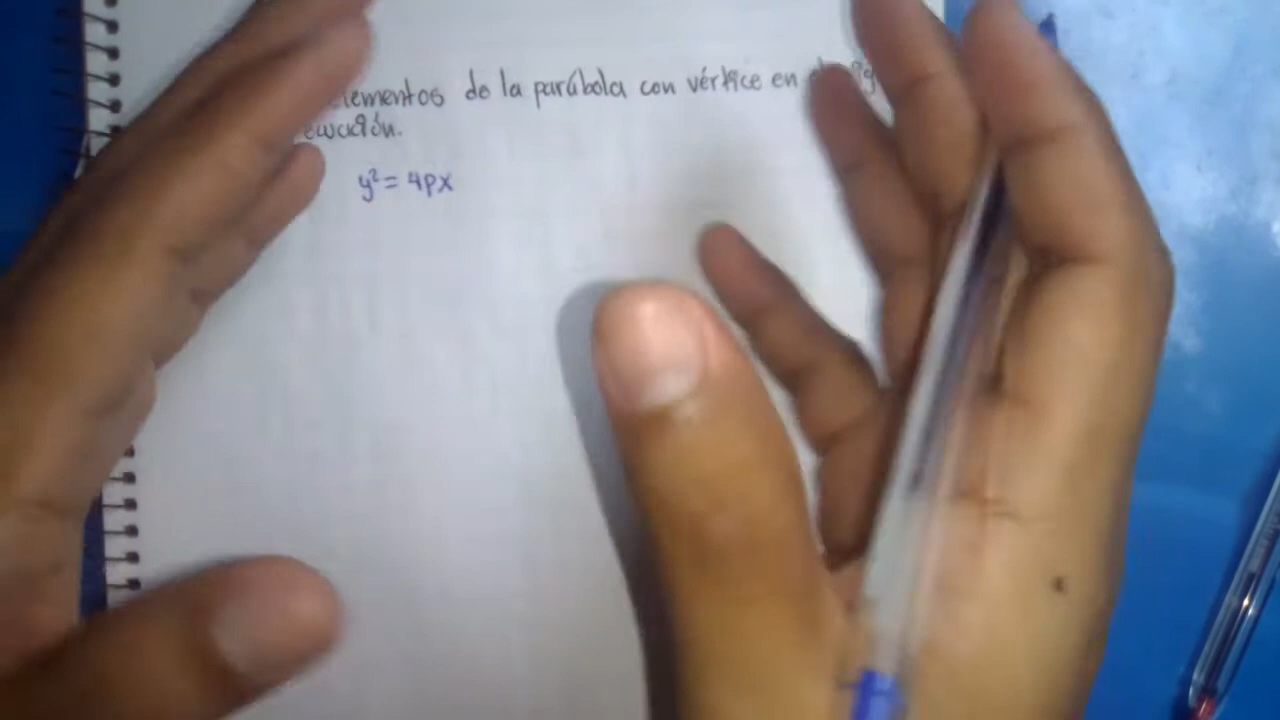 elementos de la parábola con vértice en
ecuación.
y²= 4px